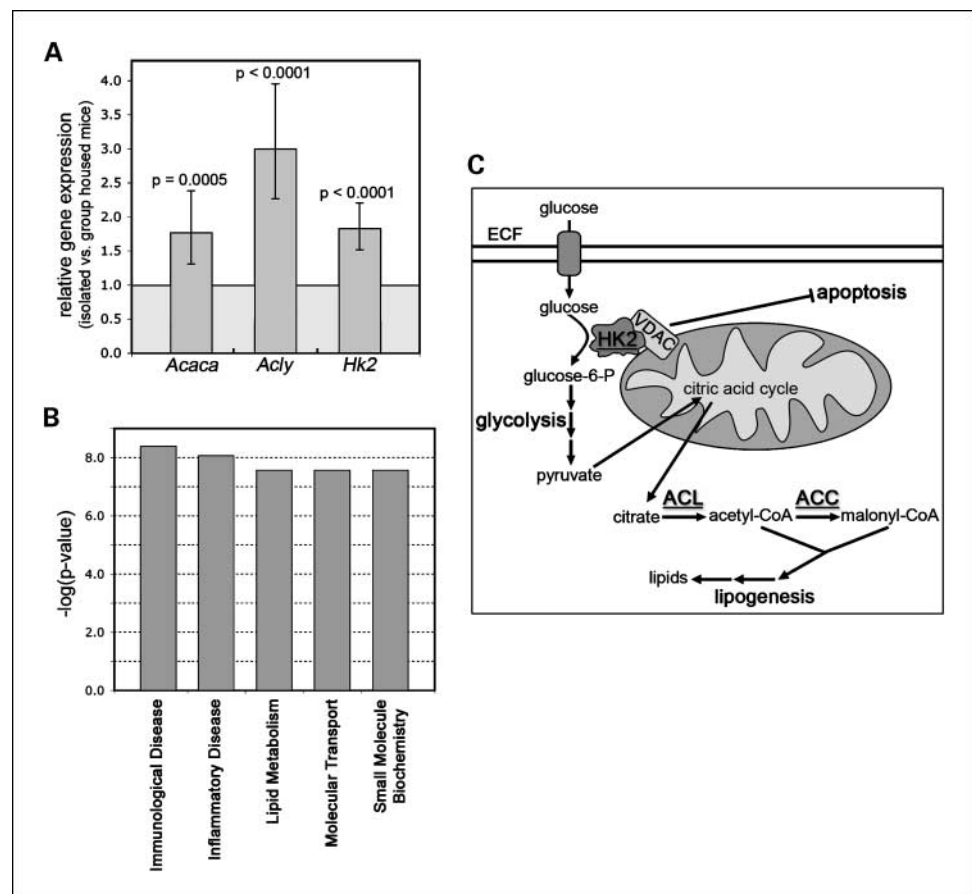 A
relative gene expression
(isolated vs. group housed mice)
4.0
3.5
3.0
2.5
2.0
1.5
1.0
0.5
0.0
p = 0.0005
p < 0.0001
p < 0.0001
Acaca
Acly
Hk2
B
-log(p-value)
8.0
6.0
4.0
2.0
0.0
Immunological Disease
Inflammatory Disease
Lipid Metabolism
Molecular Transport
Small Molecule
Biochemistry
C
glucose
ECF
glucose
apoptosis
HK2
VDAC
glucose-6-P
citric acid cycle
glycolysis
pyruvate
ACL
ACC
citrate
acetyl-CoA
malonyl-CoA
lipids
lipogenesis